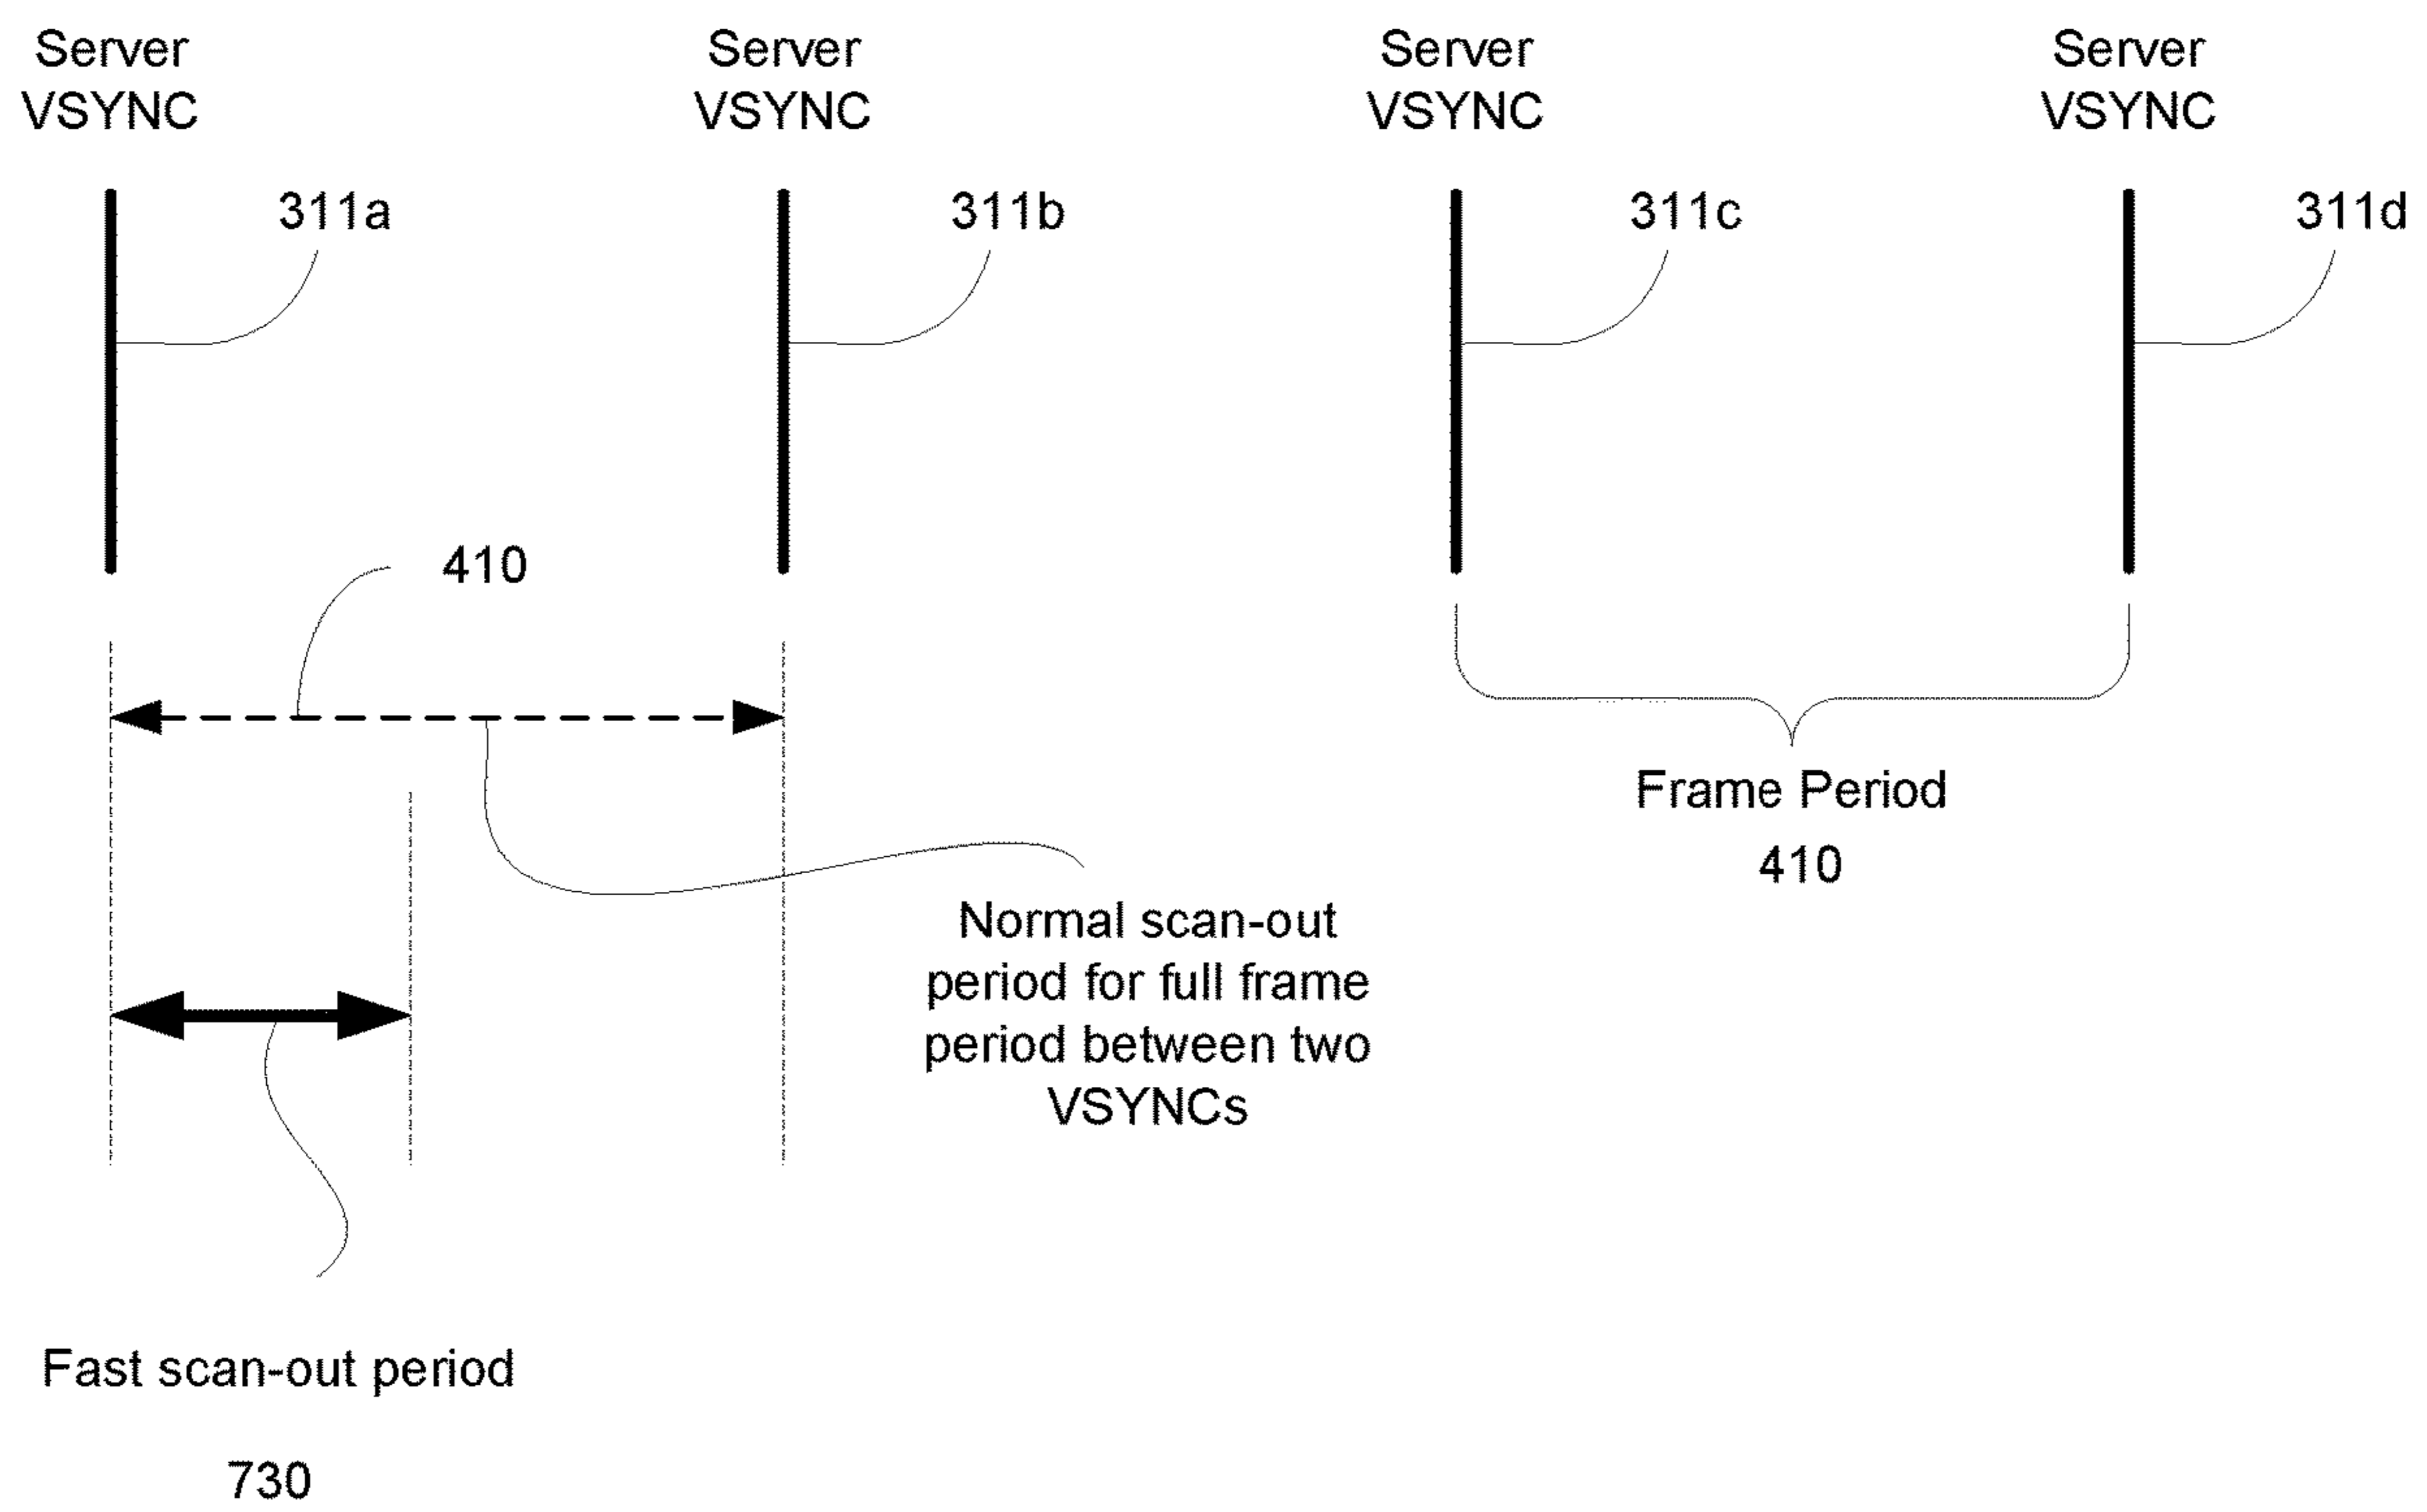 Server
VSYNC
Server
VSYNC
Server
VSYNC
Server
VSYNC
311a
311b
311c
311d
410
Frame Period
410
Normal scan-out
period for full frame
period between two
VSYNCs
Fast scan-out period
730